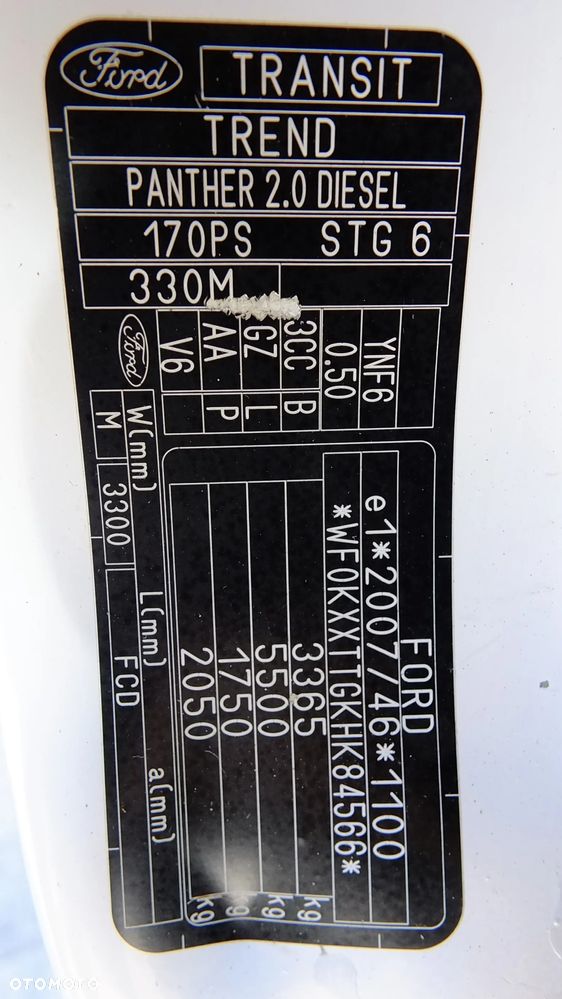 Ford TRANSIT
TREND
PANTHER 2.0 DIESEL
170PS STG 6
330M
YNF6
0.50
3CC B
GZ L
AA P
V6
FORD
e1*2007/46*1100
*WF0KXXTTGKHK84566*
3365 kg
5500 kg
1750 kg
2050 kg
Ford W(mm) L(mm) a(mm)
M 3300 FCD
OTOMOTO